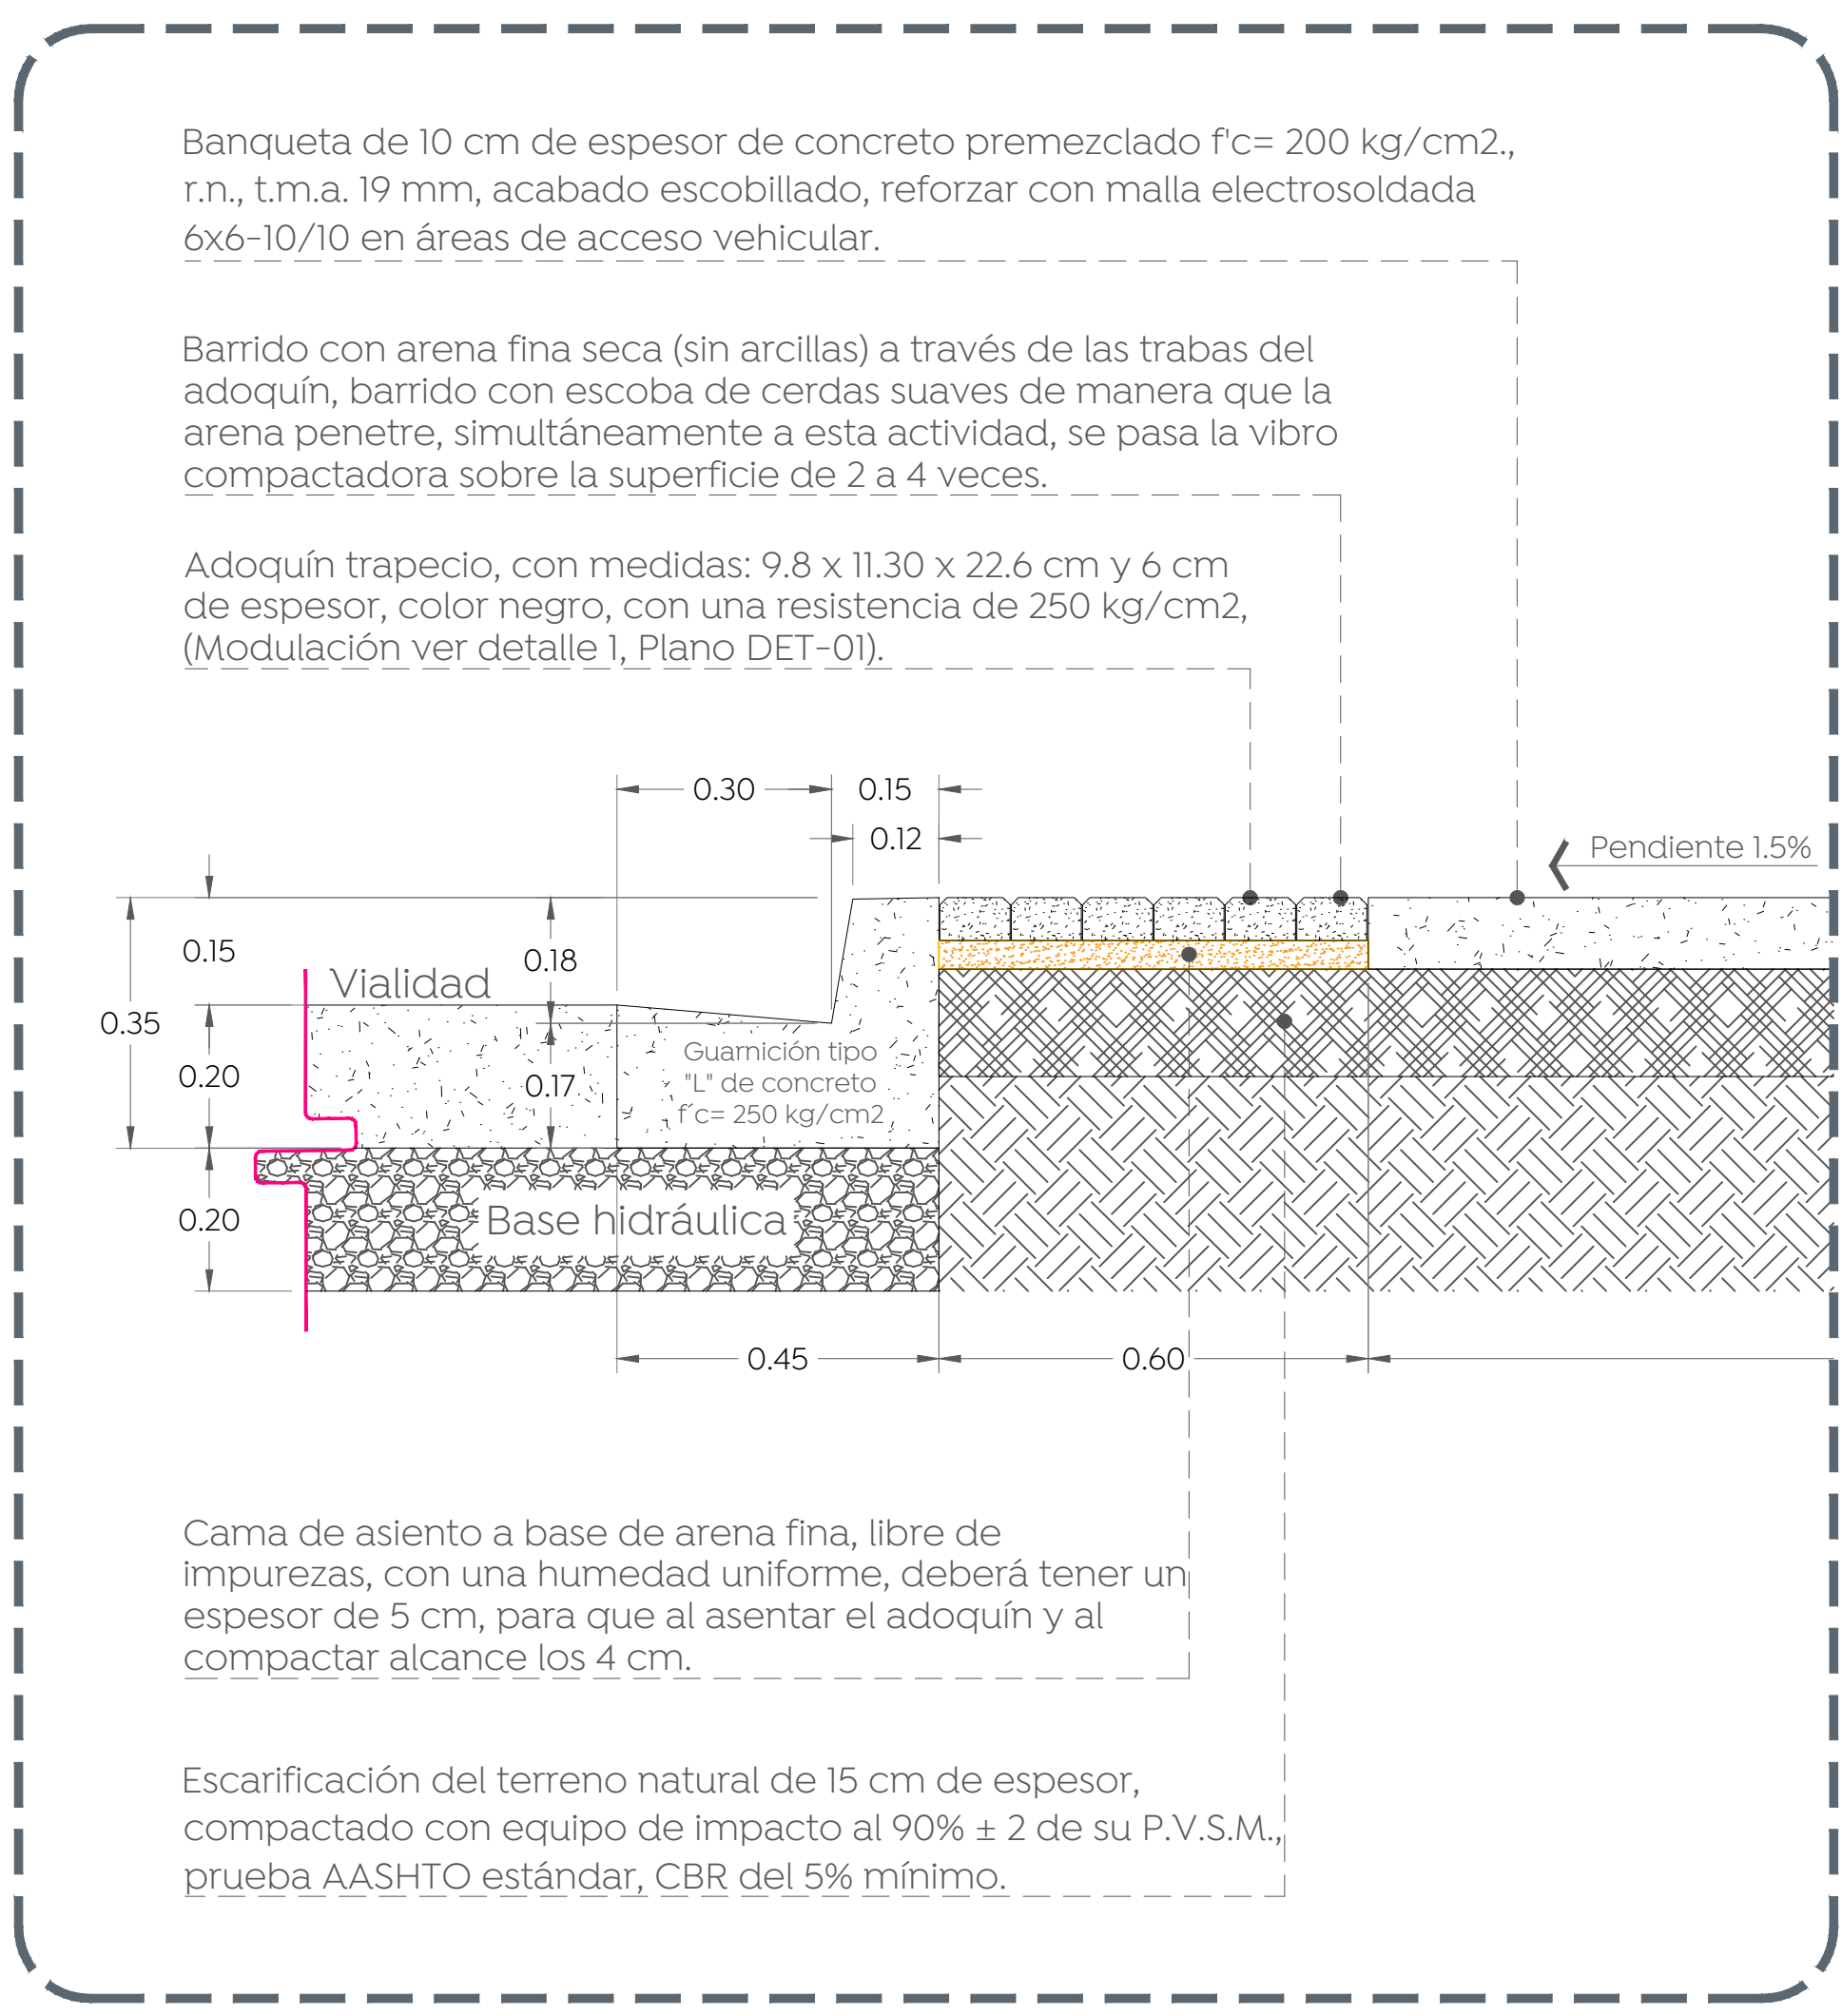 Banqueta de 10 cm de espesor de concreto premezclado f'c= 200 kg/cm2.,
r.n., t.m.a. 19 mm, acabado escobillado, reforzar con malla electrosoldada
6x6-10/10 en áreas de acceso vehicular.
Barrido con arena fina seca (sin arcillas) a través de las trabas del
adoquín, barrido con escoba de cerdas suaves de manera que la
arena penetre, simultáneamente a esta actividad, se pasa la vibro
compactadora sobre la superficie de 2 a 4 veces.
Adoquín trapecio, con medidas: 9.8 x 11.30 x 22.6 cm y 6 cm
de espesor, color negro, con una resistencia de 250 kg/cm2,
(Modulación ver detalle 1, Plano DET-01).
0.30
0.15
0.12
Pendiente 1.5%
0.15
0.18
Vialidad
0.35
0.20
0.17
Guarnición tipo
"L" de concreto
f´c= 250 kg/cm2
0.20
Base hidráulica
0.45
0.60
Cama de asiento a base de arena fina, libre de
impurezas, con una humedad uniforme, deberá tener un
espesor de 5 cm, para que al asentar el adoquín y al
compactar alcance los 4 cm.
Escarificación del terreno natural de 15 cm de espesor,
compactado con equipo de impacto al 90% ± 2 de su P.V.S.M.,
prueba AASHTO estándar, CBR del 5% mínimo.